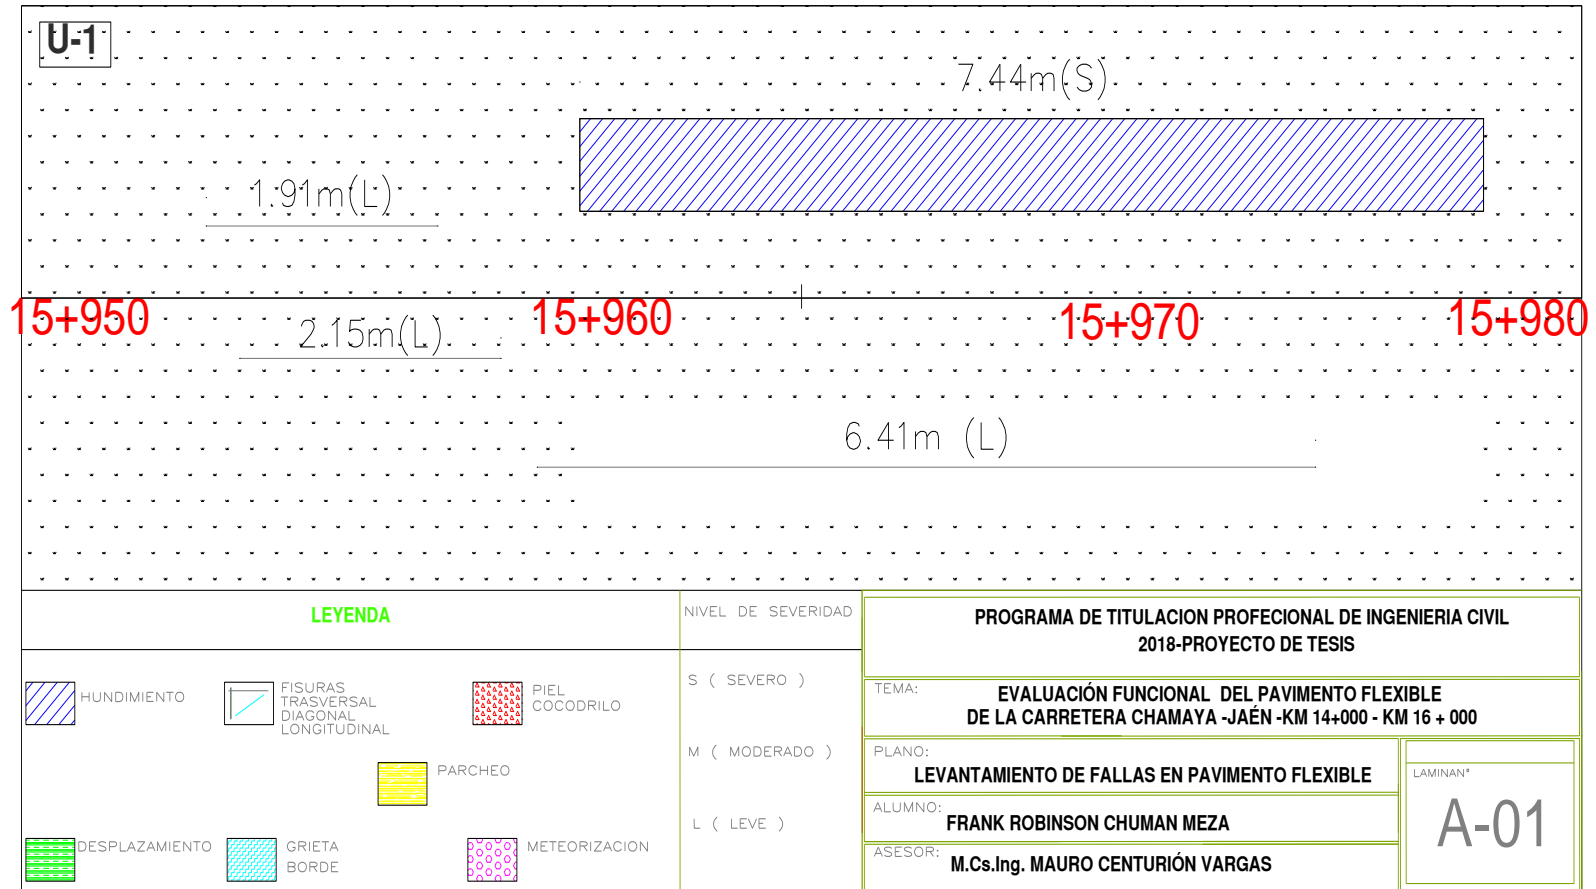 U-1
7.44m(S)
1.91m(L)
15+950
15+960
15+970
15+980
2.15m(L)
6.41m (L)
LEYENDA
HUNDIMIENTO
FISURAS
TRASVERSAL
DIAGONAL
LONGITUDINAL
PIEL
COCODRILO
PARCHEO
DESPLAZAMIENTO
GRIETA
BORDE
METEORIZACION
NIVEL DE SEVERIDAD
S ( SEVERO )
M ( MODERADO )
L ( LEVE )
PROGRAMA DE TITULACION PROFECIONAL DE INGENIERIA CIVIL
2018-PROYECTO DE TESIS
TEMA:
EVALUACIÓN FUNCIONAL DEL PAVIMENTO FLEXIBLE
DE LA CARRETERA CHAMAYA -JAÉN -KM 14+000 - KM 16 + 000
PLANO:
LEVANTAMIENTO DE FALLAS EN PAVIMENTO FLEXIBLE
ALUMNO:
FRANK ROBINSON CHUMAN MEZA
ASESOR:
M.Cs.Ing. MAURO CENTURIÓN VARGAS
LAMINAN°
A-01